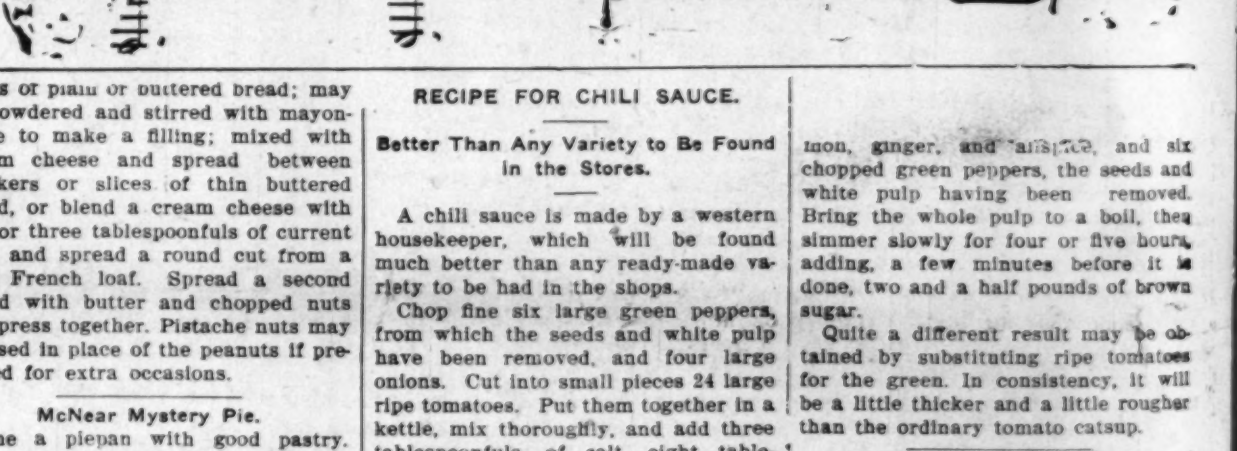 s of plain or buttered bread; may
owdered and stirred with mayon-
e to make a filling; mixed with
m cheese and spread between
kers or slices of thin buttered
d, or blend a cream cheese with
or three tablespoonfuls of current
and spread a round cut from a
French loaf. Spread a second
d with butter and chopped nuts
press together. Pistache nuts may
sed in place of the peanuts if pre-
d for extra occasions.
McNear Mystery Pie.
ne a piepan with good pastry.
RECIPE FOR CHILI SAUCE.
Better Than Any Variety to Be Found
in the Stores.
A chili sauce is made by a western
housekeeper, which will be found
much better than any ready-made va-
riety to be had in the shops.
Chop fine six large green peppers,
from which the seeds and white pulp
have been removed, and four large
onions. Cut into small pieces 24 large
ripe tomatoes. Put them together in a
kettle, mix thoroughly, and add three
tablespoonfuls of salt, eight table-
mon, ginger, and allspice, and six
chopped green peppers, the seeds and
white pulp having been removed.
Bring the whole pulp to a boil, then
simmer slowly for four or five hours,
adding, a few minutes before it is
done, two and a half pounds of brown
sugar.
Quite a different result may be ob-
tained by substituting ripe tomatoes
for the green. In consistency, it will
be a little thicker and a little rougher
than the ordinary tomato catsup.